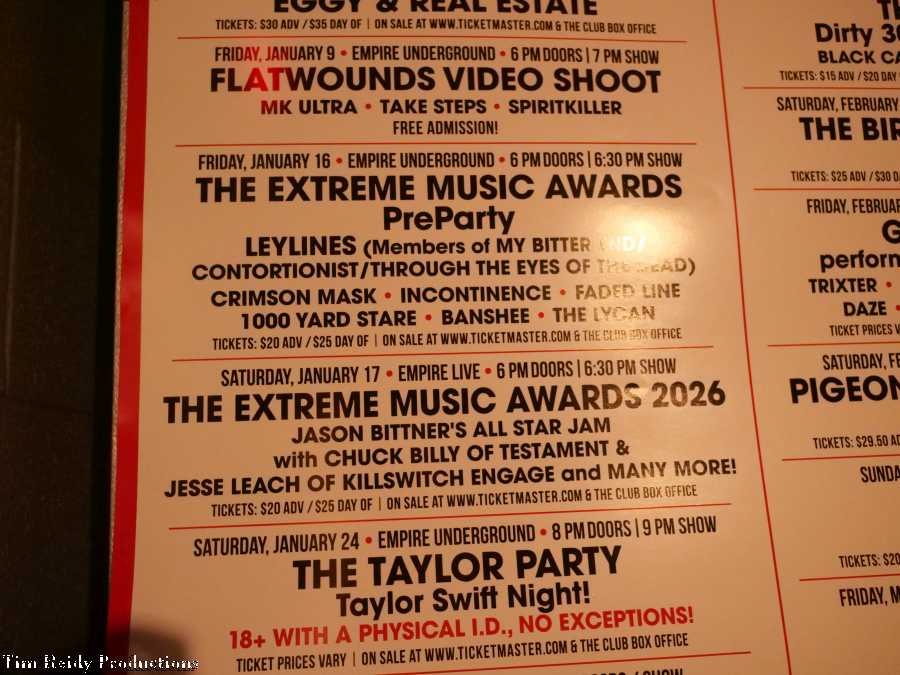 EGGY & REAL ESTATE
TICKETS: $30 ADV / $35 DAY OF | ON SALE AT WWW.TICKETMASTER.COM & THE CLUB BOX OFFICE
FRIDAY, JANUARY 9 • EMPIRE UNDERGROUND • 6 PM DOORS | 7 PM SHOW
FLATWOUNDS VIDEO SHOOT
MK ULTRA • TAKE STEPS • SPIRITKILLER
FREE ADMISSION!
FRIDAY, JANUARY 16 • EMPIRE UNDERGROUND • 6 PM DOORS | 6:30 PM SHOW
THE EXTREME MUSIC AWARDS
PreParty
LEYLINES (Members of MY BITTER END/
CONTORTIONIST/THROUGH THE EYES OF THE DEAD)
CRIMSON MASK • INCONTINENCE • FADED LINE
1000 YARD STARE • BANSHEE • THE LYCAN
TICKETS: $20 ADV / $25 DAY OF | ON SALE AT WWW.TICKETMASTER.COM & THE CLUB BOX OFFICE
SATURDAY, JANUARY 17 • EMPIRE LIVE • 6 PM DOORS | 6:30 PM SHOW
THE EXTREME MUSIC AWARDS 2026
JASON BITTNER'S ALL STAR JAM
with CHUCK BILLY OF TESTAMENT &
JESSE LEACH OF KILLSWITCH ENGAGE and MANY MORE!
TICKETS: $20 ADV / $25 DAY OF | ON SALE AT WWW.TICKETMASTER.COM & THE CLUB BOX OFFICE
SATURDAY, JANUARY 24 • EMPIRE UNDERGROUND • 8 PM DOORS | 9 PM SHOW
THE TAYLOR PARTY
Taylor Swift Night!
18+ WITH A PHYSICAL I.D., NO EXCEPTIONS!
TICKET PRICES VARY | ON SALE AT WWW.TICKETMASTER.COM & THE CLUB BOX OFFICE
Dirty
BLACK
TICKETS: $15 ADV / $20 DAY
SATURDAY, FEBRUARY
THE
TICKETS: $25 ADV / $30
FRIDAY,
TRIXTER •
DAZE •
TICKET PRICES
SATURDAY,
TICKETS: $29.50
TICKETS:
FRIDAY,
Tim Reidy Productions